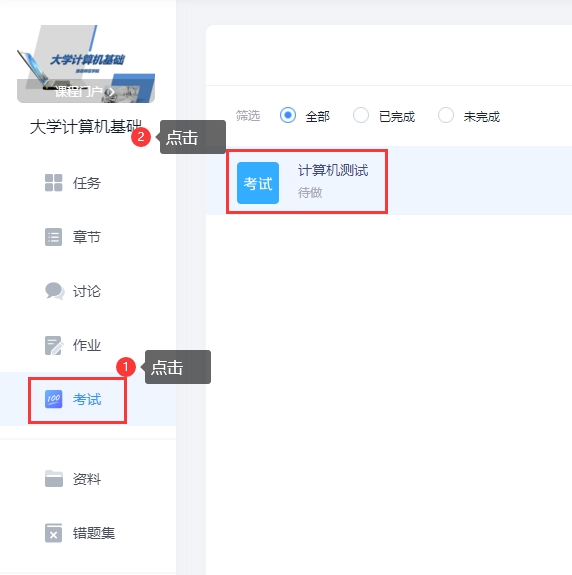 大学计算机基础
课程门户
大学计算机基础
2
点击
任务
章节
讨论
作业
1
点击
100
考试
资料
错题集
筛选
全部
已完成
未完成
考试
计算机测试
待做